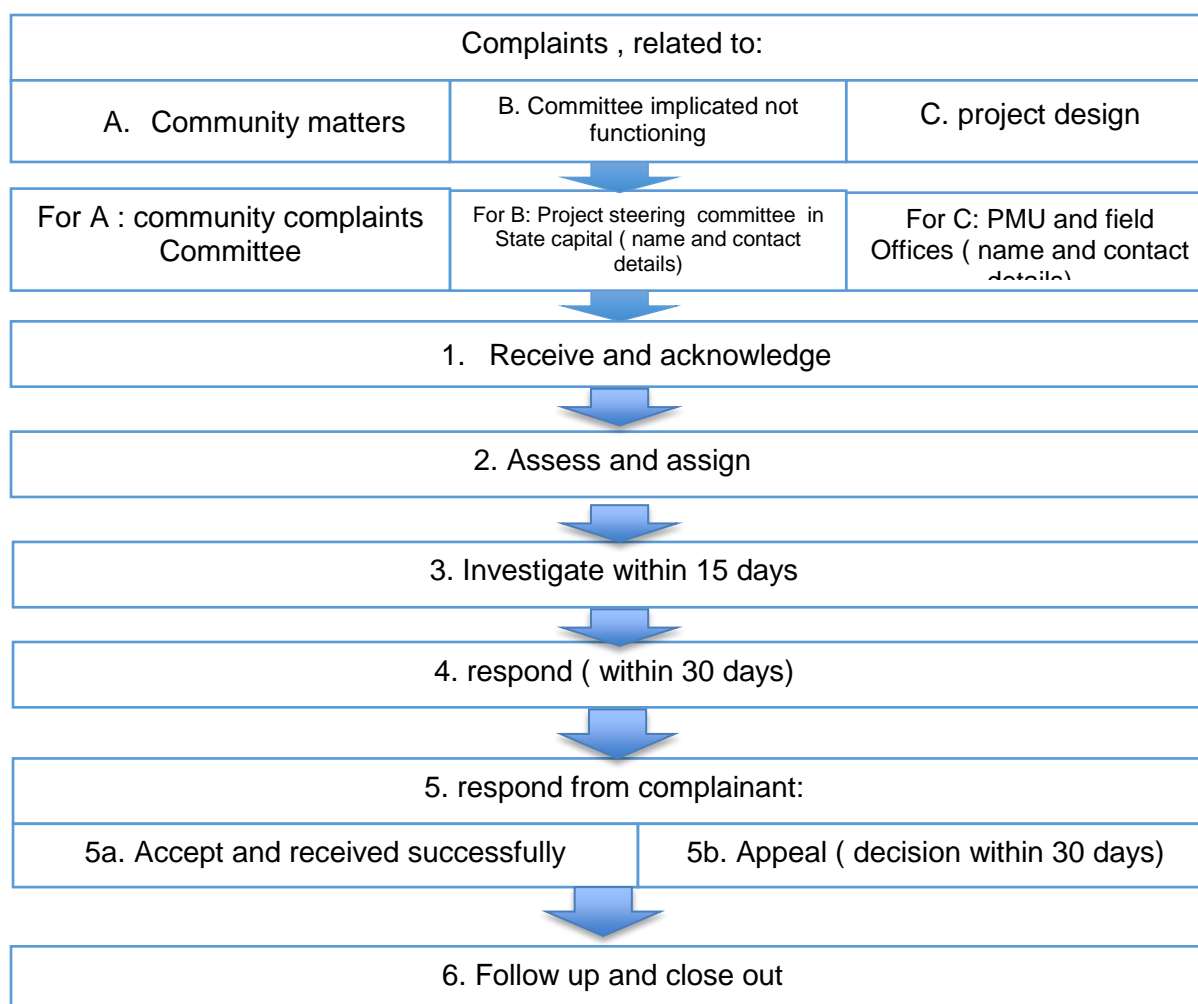 Complaints , related to:
A. Community matters
B. Committee implicated not
functioning
C. project design
For A : community complaints
Committee
For B: Project steering committee in
State capital ( name and contact
details)
For C: PMU and field
Offices ( name and contact
details)
1. Receive and acknowledge
2. Assess and assign
3. Investigate within 15 days
4. respond ( within 30 days)
5. respond from complainant:
5a. Accept and received successfully
5b. Appeal ( decision within 30 days)
6. Follow up and close out